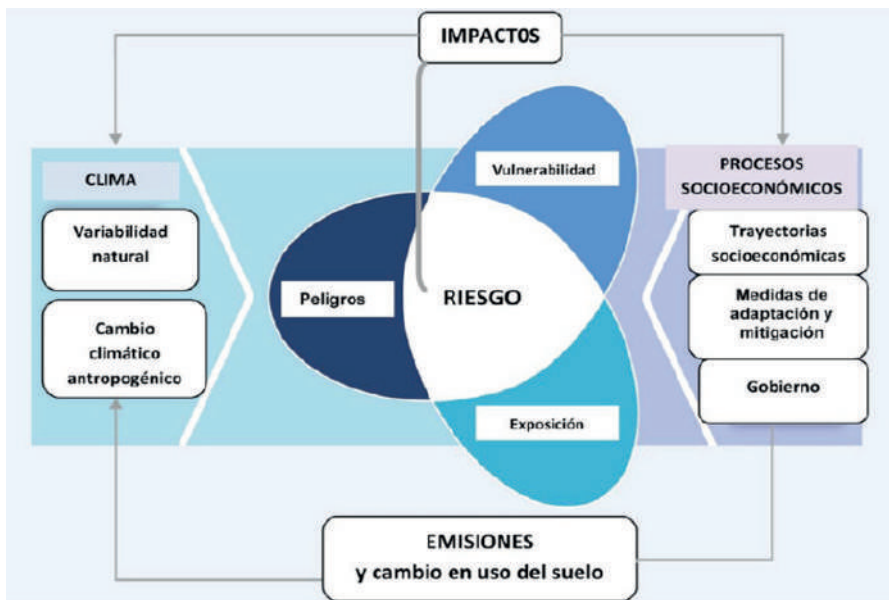 IMPACT0S
CLIMA
Variabilidad
natural
Cambio
climático
antropogénico
Peligros
RIESGO
Vulnerabilidad
Exposición
PROCESOS
SOCIOECONÓMICOS
Trayectorias
socioeconómicas
Medidas de
adaptación y
mitigación
Gobierno
EMISIONES
y cambio en uso del suelo